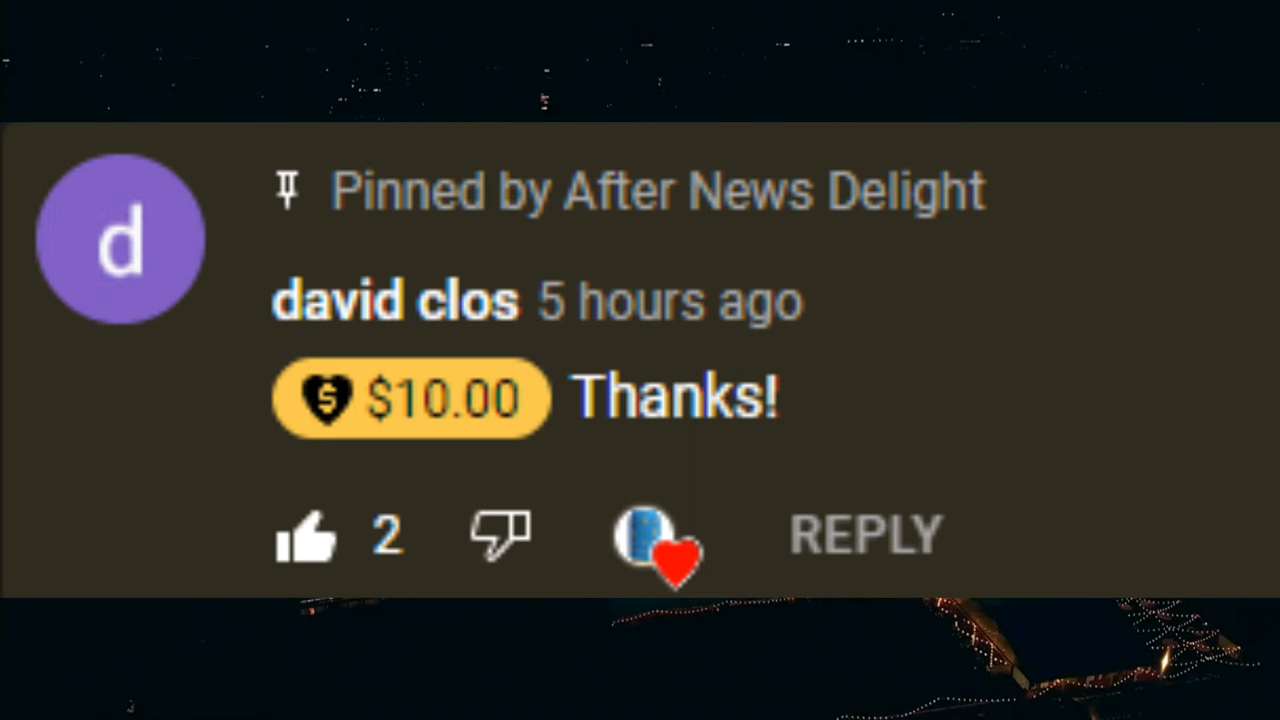 d
Pinned by After News Delight
david clos 5 hours ago
$10.00 Thanks!
2 REPLY